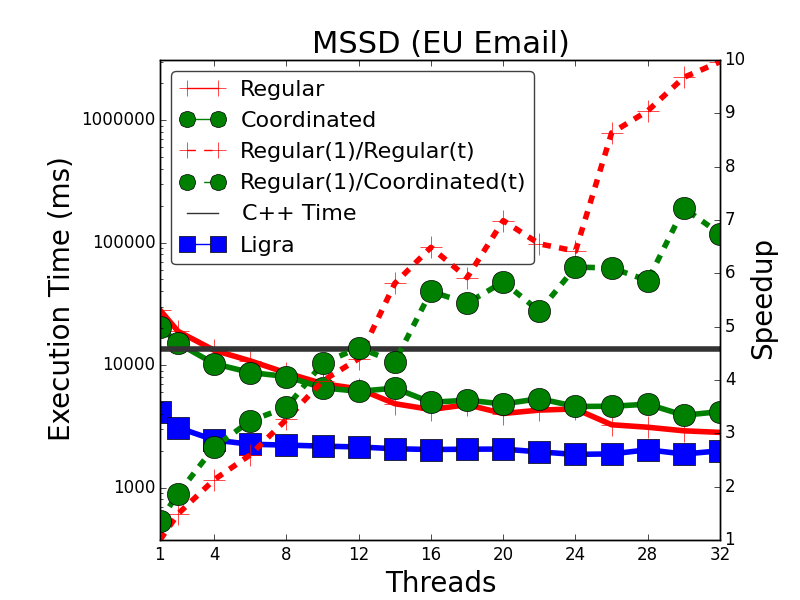 MSSD (EU Email)
Regular
Coordinated
Regular(1)/Regular(t)
Regular(1)/Coordinated(t)
C++ Time
Ligra
Execution Time (ms)
1000000
100000
10000
1000
Speedup
10
9
8
7
6
5
4
3
2
1
1 4 8 12 16 20 24 28 32
Threads